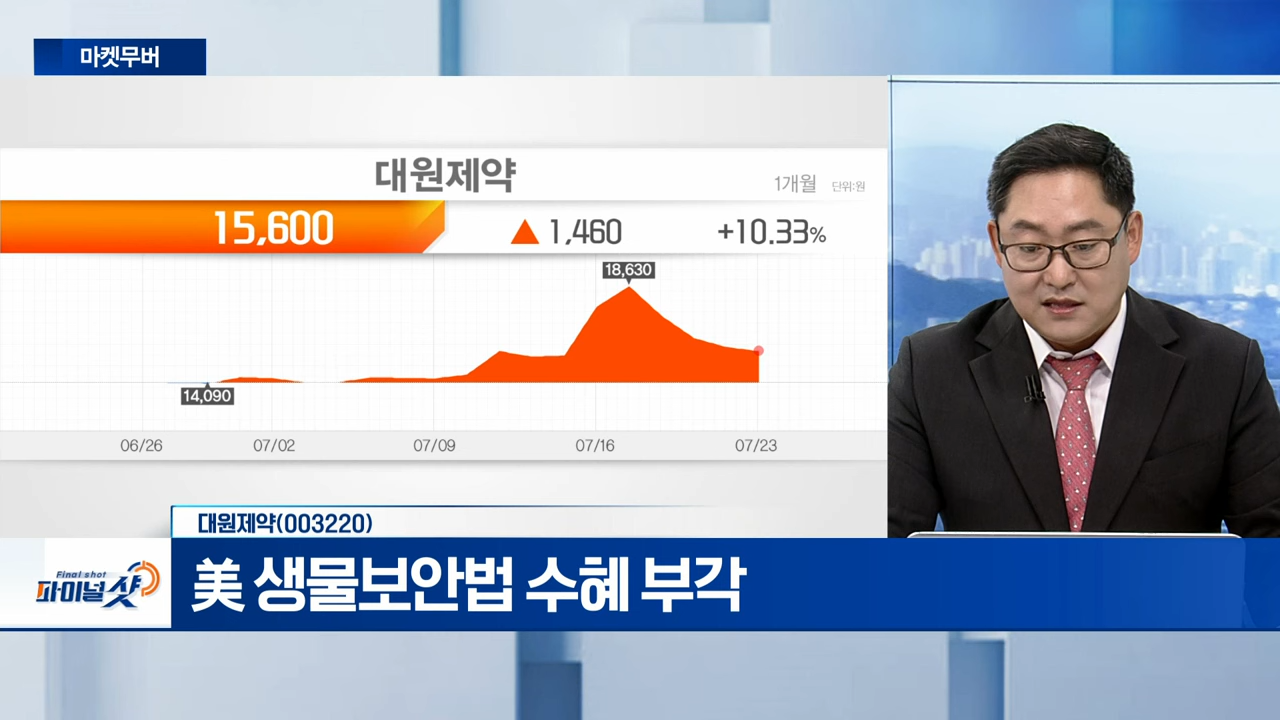 마켓무버
대원제약
1개월 단위:원
15,600 ▲ 1,460 +10.33%
18,630
14,090
06/26 07/02 07/09 07/16 07/23
대원제약(003220)
Final shot
파이널샷
美 생물보안법 수혜 부각